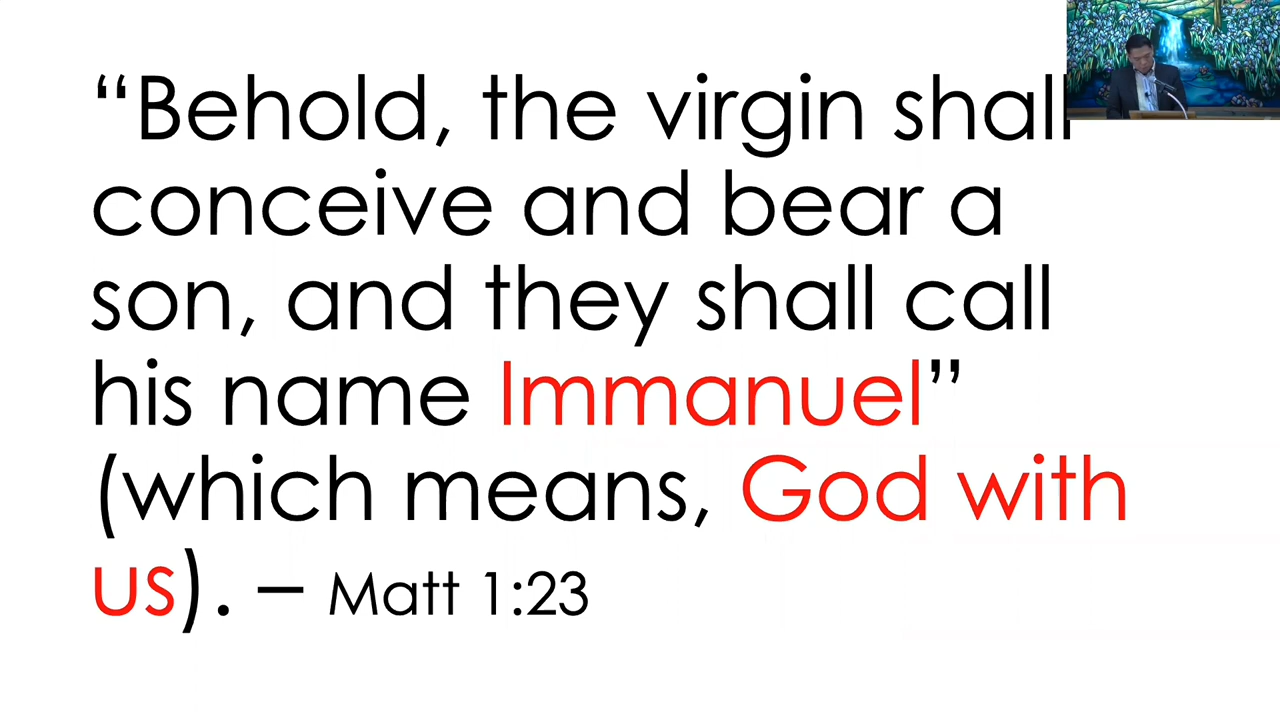 “Behold, the virgin shall
conceive and bear a
son, and they shall call
his name Immanuel”
(which means, God with
us). – Matt 1:23